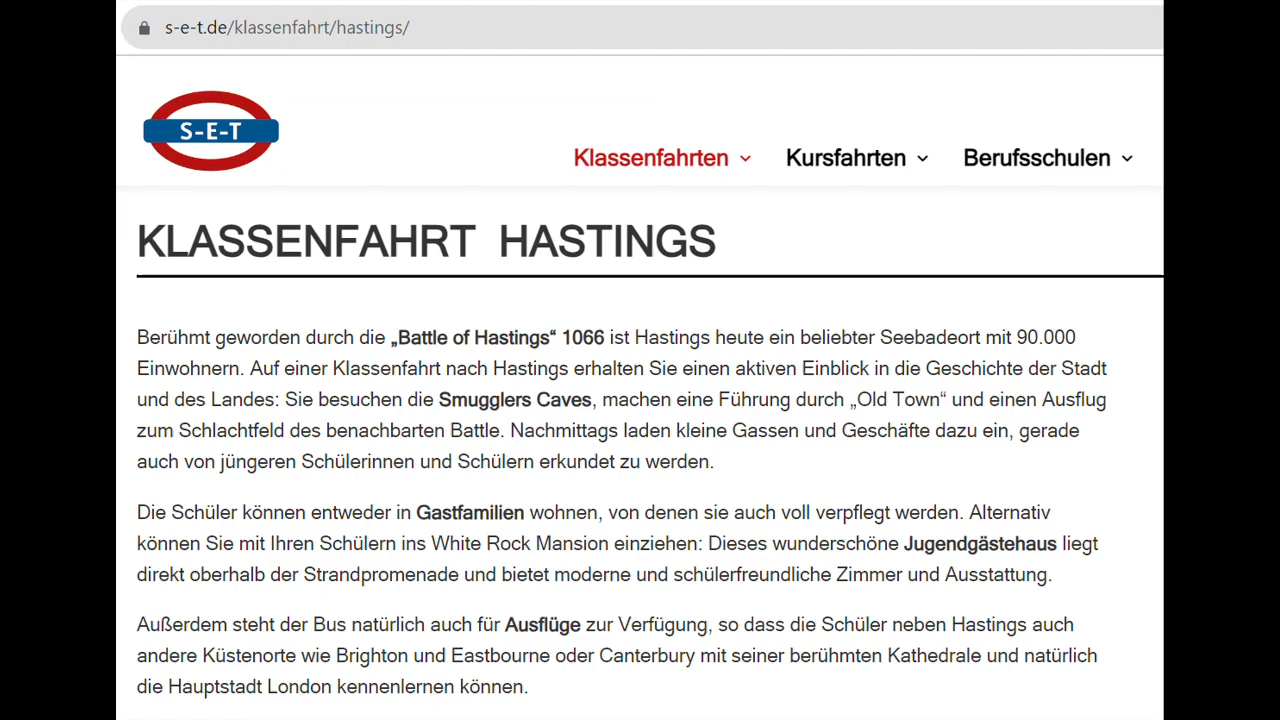 s-e-t.de/klassenfahrt/hastings/
S-E-T
Klassenfahrten Kursfahrten Berufsschulen
KLASSENFAHRT HASTINGS
Berühmt geworden durch die „Battle of Hastings“ 1066 ist Hastings heute ein beliebter Seebadeort mit 90.000
Einwohnern. Auf einer Klassenfahrt nach Hastings erhalten Sie einen aktiven Einblick in die Geschichte der Stadt
und des Landes: Sie besuchen die Smugglers Caves, machen eine Führung durch „Old Town“ und einen Ausflug
zum Schlachtfeld des benachbarten Battle. Nachmittags laden kleine Gassen und Geschäfte dazu ein, gerade
auch von jüngeren Schülerinnen und Schülern erkundet zu werden.
Die Schüler können entweder in Gastfamilien wohnen, von denen sie auch voll verpflegt werden. Alternativ
können Sie mit Ihren Schülern ins White Rock Mansion einziehen: Dieses wunderschöne Jugendgästehaus liegt
direkt oberhalb der Strandpromenade und bietet moderne und schülerfreundliche Zimmer und Ausstattung.
Außerdem steht der Bus natürlich auch für Ausflüge zur Verfügung, so dass die Schüler neben Hastings auch
andere Küstenorte wie Brighton und Eastbourne oder Canterbury mit seiner berühmten Kathedrale und natürlich
die Hauptstadt London kennenlernen können.